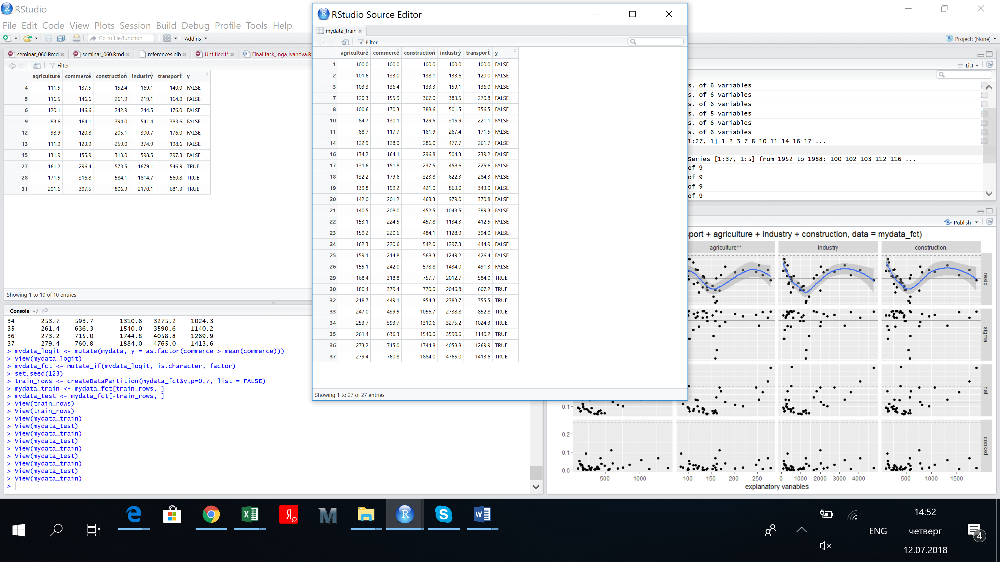 RStudio
File Edit Code View Plots Session Build Debug Profile Tools Help
Go to file/function
Addins
Project: (None)
seminar_060.Rmd
seminar_060.Rmd
references.bib
Untitled1*
Final task_Inga Ivanova.R
Filter
agriculture commerce construction industry transport y
4 111.5 137.5 152.4 169.1 140.0 FALSE
5 116.5 146.6 261.9 219.1 164.0 FALSE
6 120.1 146.6 242.9 244.5 176.0 FALSE
9 83.6 164.1 394.0 541.4 383.6 FALSE
12 98.9 120.8 205.1 300.7 176.0 FALSE
13 111.9 123.9 259.0 374.9 198.6 FALSE
15 131.9 155.9 313.0 598.5 297.8 FALSE
27 161.2 296.4 573.5 1679.1 546.9 TRUE
28 171.5 316.8 584.1 1814.7 560.8 TRUE
31 201.6 397.5 806.9 2170.1 681.3 TRUE
Showing 1 to 10 of 10 entries
Console ~/
34 253.7 593.7 1310.6 3275.2 1024.3
35 261.4 636.3 1540.0 3590.6 1140.2
36 273.2 715.0 1744.8 4058.8 1269.9
37 279.4 760.8 1884.0 4765.0 1413.6
> mydata_logit <- mutate(mydata, y = as.factor(commerce > mean(commerce)))
> View(mydata_logit)
> mydata_fct <- mutate_if(mydata_logit, is.character, factor)
> set.seed(123)
> train_rows <- createDataPartition(mydata_fct$y,p=0.7, list = FALSE)
> mydata_train <- mydata_fct[train_rows, ]
> mydata_test <- mydata_fct[-train_rows, ]
> View(train_rows)
> View(train_rows)
> View(mydata_train)
> View(mydata_test)
> View(mydata_train)
> View(mydata_test)
> View(mydata_train)
> View(mydata_test)
> View(mydata_train)
> View(mydata_test)
> View(mydata_train)
>
RStudio Source Editor
mydata_train
Filter
agriculture commerce construction industry transport y
1 100.0 100.0 100.0 100.0 100.0 FALSE
2 101.6 133.0 138.1 133.6 120.0 FALSE
3 103.3 136.4 133.3 159.1 136.0 FALSE
7 120.3 155.9 367.0 383.5 270.8 FALSE
8 100.6 170.3 388.6 501.5 356.5 FALSE
10 84.7 130.1 129.5 315.9 221.1 FALSE
11 88.7 117.7 161.9 267.4 171.5 FALSE
14 122.9 128.0 286.0 477.7 261.7 FALSE
16 134.2 164.1 296.8 504.3 239.2 FALSE
17 131.6 151.8 237.5 458.6 225.6 FALSE
18 132.2 179.6 323.8 622.3 284.3 FALSE
19 139.8 199.2 421.0 863.0 343.0 FALSE
20 142.0 201.2 468.3 979.0 370.8 FALSE
21 140.5 208.0 452.5 1043.5 389.3 FALSE
22 153.1 224.5 457.8 1134.3 412.5 FALSE
23 159.2 220.6 484.1 1128.9 394.0 FALSE
24 162.3 220.6 542.0 1297.3 444.9 FALSE
25 159.1 214.8 568.3 1249.2 426.4 FALSE
26 155.1 242.0 578.8 1434.0 491.3 FALSE
29 168.4 318.8 757.7 2012.7 584.0 TRUE
30 180.4 379.4 770.0 2046.8 607.2 TRUE
32 218.7 449.1 954.3 2383.7 755.5 TRUE
33 247.0 499.5 1056.7 2738.8 852.8 TRUE
34 253.7 593.7 1310.6 3275.2 1024.3 TRUE
35 261.4 636.3 1540.0 3590.6 1140.2 TRUE
36 273.2 715.0 1744.8 4058.8 1269.9 TRUE
37 279.4 760.8 1884.0 4765.0 1413.6 TRUE
Showing 1 to 27 of 27 entries
List
s. of 6 variables
s. of 6 variables
s. of 6 variables
s. of 5 variables
s. of 6 variables
s. of 6 variables
1:27, 1] 1 2 3 7 8 10 11 14 16 17 ...
Series [1:37, 1:5] from 1952 to 1988: 100 102 103 112 116 ...
of 9
of 9
of 9
of 9
Publish
port + agriculture + industry + construction, data = mydata_fct)
agriculture** industry construction.
resid
sigma
hat
cooksd
0.1
0.2
0.1
0.0
500 1000 100 150 200 250 0 1000 2000 3000 4000 500 1000 1500
explanatory variables
14:52
ENG
четверг
4
12.07.2018